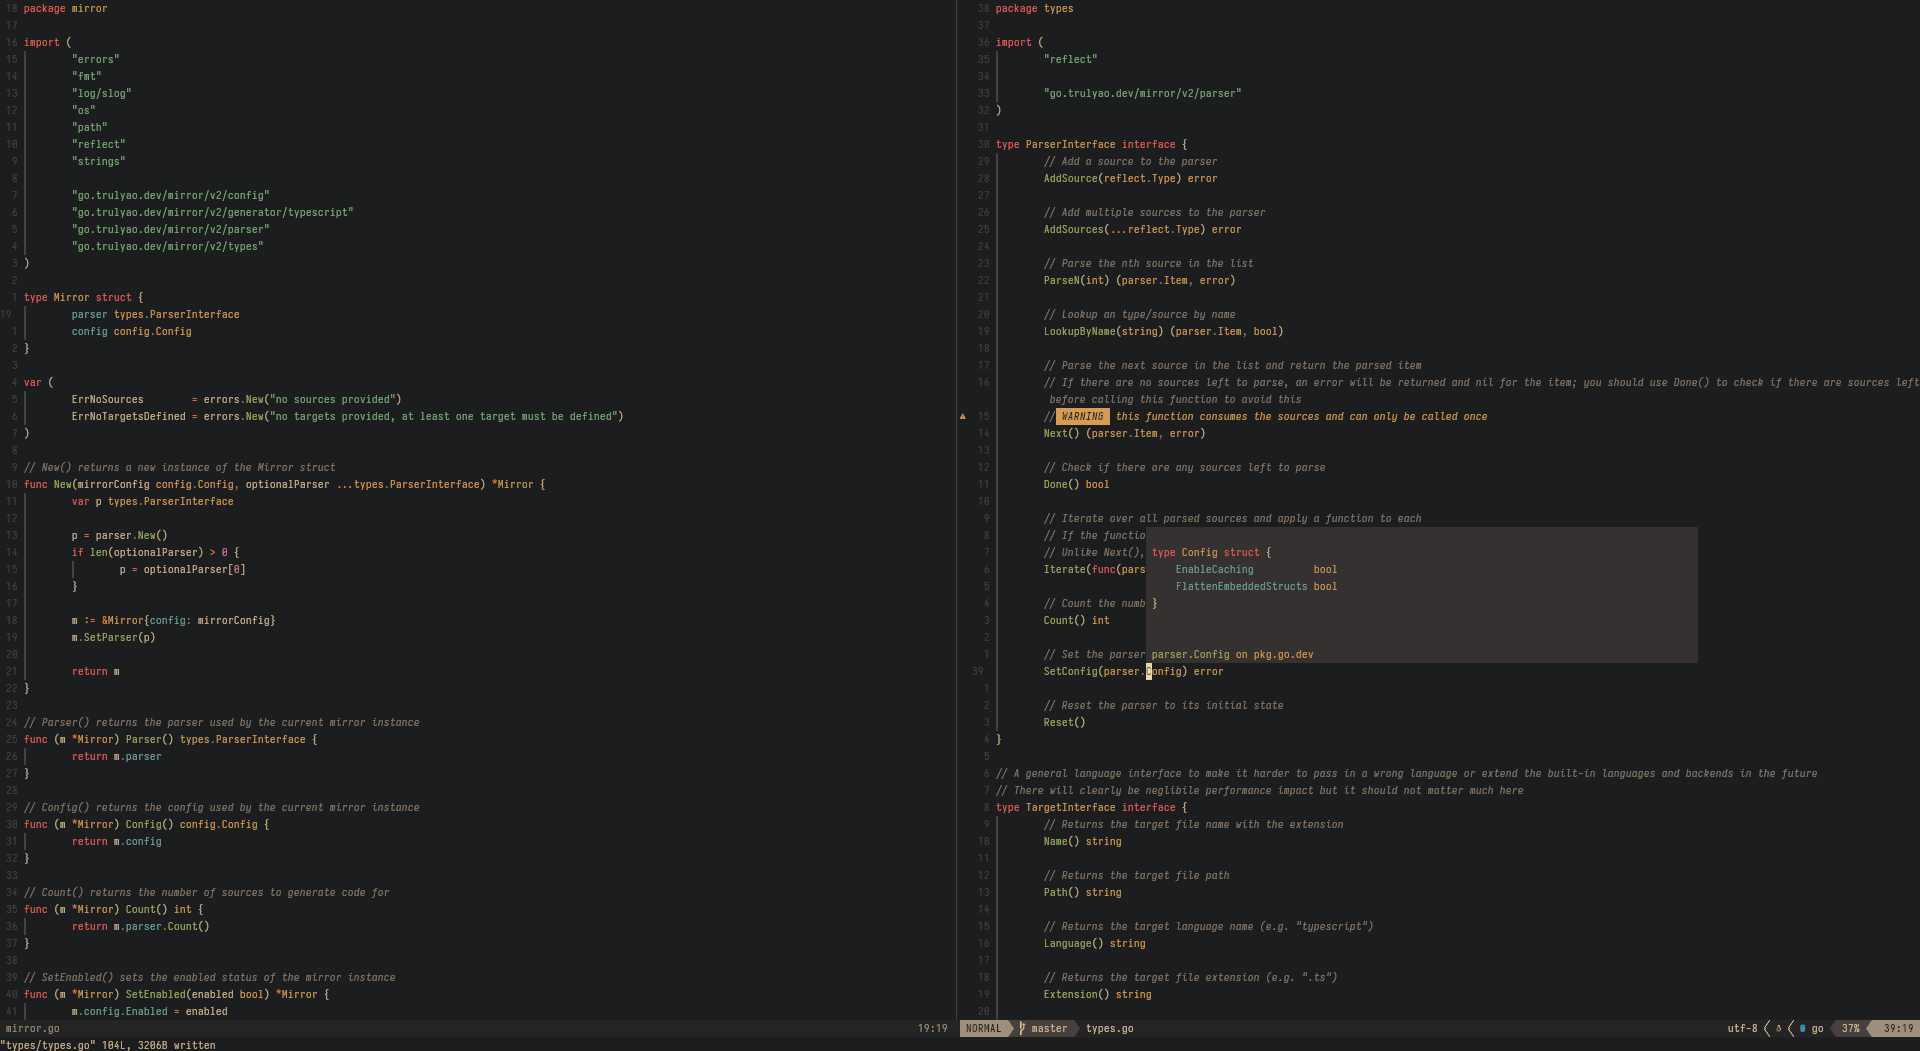 18 package mirror
17
16 import (
15 "errors"
14 "fmt"
13 "log/slog"
12 "os"
11 "path"
10 "reflect"
9 "strings"
8
7 "go.trulyao.dev/mirror/v2/config"
6 "go.trulyao.dev/mirror/v2/generator/typescript"
5 "go.trulyao.dev/mirror/v2/parser"
4 "go.trulyao.dev/mirror/v2/types"
3 )
2
1 type Mirror struct {
19 parser types.ParserInterface
1 config config.Config
2 }
3
4 var (
5 ErrNoSources = errors.New("no sources provided")
6 ErrNoTargetsDefined = errors.New("no targets provided, at least one target must be defined")
7 )
8
9 // New() returns a new instance of the Mirror struct
10 func New(mirrorConfig config.Config, optionalParser ...types.ParserInterface) *Mirror {
11 var p types.ParserInterface
12
13 p = parser.New()
14 if len(optionalParser) > 0 {
15 p = optionalParser[0]
16 }
17
18 m := &Mirror{config: mirrorConfig}
19 m.SetParser(p)
20
21 return m
22 }
23
24 // Parser() returns the parser used by the current mirror instance
25 func (m *Mirror) Parser() types.ParserInterface {
26 return m.parser
27 }
28
29 // Config() returns the config used by the current mirror instance
30 func (m *Mirror) Config() config.Config {
31 return m.config
32 }
33
34 // Count() returns the number of sources to generate code for
35 func (m *Mirror) Count() int {
36 return m.parser.Count()
37 }
38
39 // SetEnabled() sets the enabled status of the mirror instance
40 func (m *Mirror) SetEnabled(enabled bool) *Mirror {
41 m.config.Enabled = enabled
mirror.go 19:19
38 package types
37
36 import (
35 "reflect"
34
33 "go.trulyao.dev/mirror/v2/parser"
32 )
31
30 type ParserInterface interface {
29 // Add a source to the parser
28 AddSource(reflect.Type) error
27
26 // Add multiple sources to the parser
25 AddSources(...reflect.Type) error
24
23 // Parse the nth source in the list
22 ParseN(int) (parser.Item, error)
21
20 // Lookup an type/source by name
19 LookupByName(string) (parser.Item, bool)
18
17 // Parse the next source in the list and return the parsed item
16 // If there are no sources left to parse, an error will be returned and nil for the item; you should use Done() to check if there are sources left
before calling this function to avoid this
15 // WARNING this function consumes the sources and can only be called once
14 Next() (parser.Item, error)
13
12 // Check if there are any sources left to parse
11 Done() bool
10
9 // Iterate over all parsed sources and apply a function to each
8 // If the functio
7 // Unlike Next(), type Config struct {
6 Iterate(func(pars EnableCaching bool
5 FlattenEmbeddedStructs bool
4 // Count the numb }
3 Count() int
2
1 // Set the parser parser.Config on pkg.go.dev
39 SetConfig(parser.Config) error
1
2 // Reset the parser to its initial state
3 Reset()
4 }
5
6 // A general language interface to make it harder to pass in a wrong language or extend the built-in languages and backends in the future
7 // There will clearly be neglibile performance impact but it should not matter much here
8 type TargetInterface interface {
9 // Returns the target file name with the extension
10 Name() string
11
12 // Returns the target file path
13 Path() string
14
15 // Returns the target language name (e.g. "typescript")
16 Language() string
17
18 // Returns the target file extension (e.g. ".ts")
19 Extension() string
20
NORMAL master types.go utf-8 go 37% 39:19
"types/types.go" 104L, 3206B written